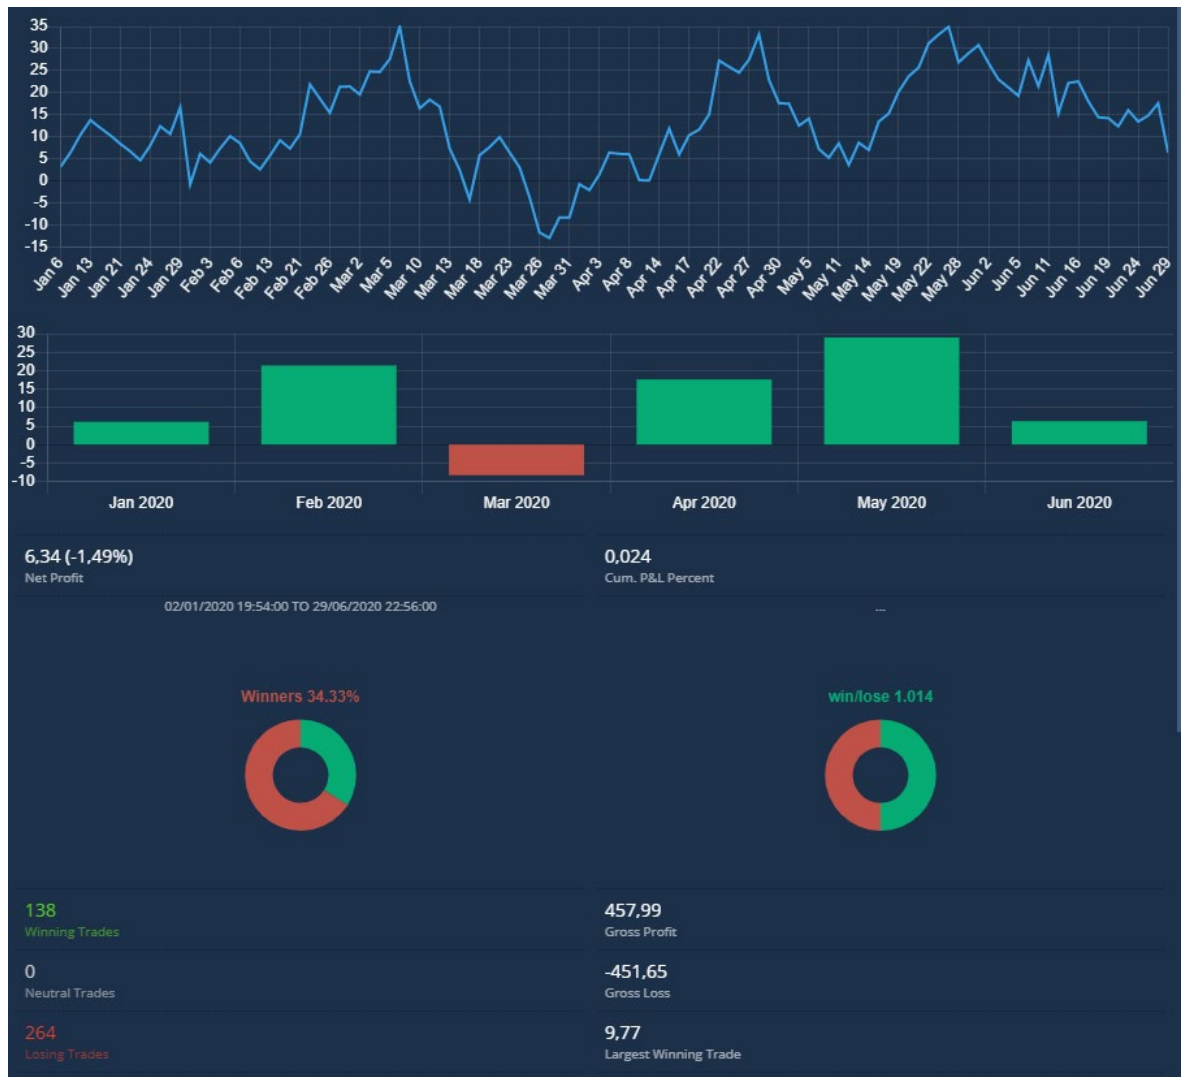 35
30
25
20
15
10
5
0
-5
-10
-15
Jan 6 Jan 13 Jan 21 Jan 24 Jan 29 Feb 3 Feb 6 Feb 13 Feb 21 Feb 26 Mar 2 Mar 5 Mar 10 Mar 13 Mar 18 Mar 23 Mar 26 Mar 31 Apr 3 Apr 8 Apr 14 Apr 17 Apr 22 Apr 27 Apr 30 May 5 May 11 May 14 May 19 May 22 May 28 Jun 2 Jun 5 Jun 11 Jun 16 Jun 19 Jun 24 Jun 29
30
25
20
15
10
5
0
-5
-10
Jan 2020 Feb 2020 Mar 2020 Apr 2020 May 2020 Jun 2020
6,34 (-1,49%)
Net Profit
0,024
Cum. P&L Percent
02/01/2020 19:54:00 TO 29/06/2020 22:56:00
...
Winners 34.33%
win/lose 1.014
138
Winning Trades
457,99
Gross Profit
0
Neutral Trades
-451,65
Gross Loss
264
Losing Trades
9,77
Largest Winning Trade